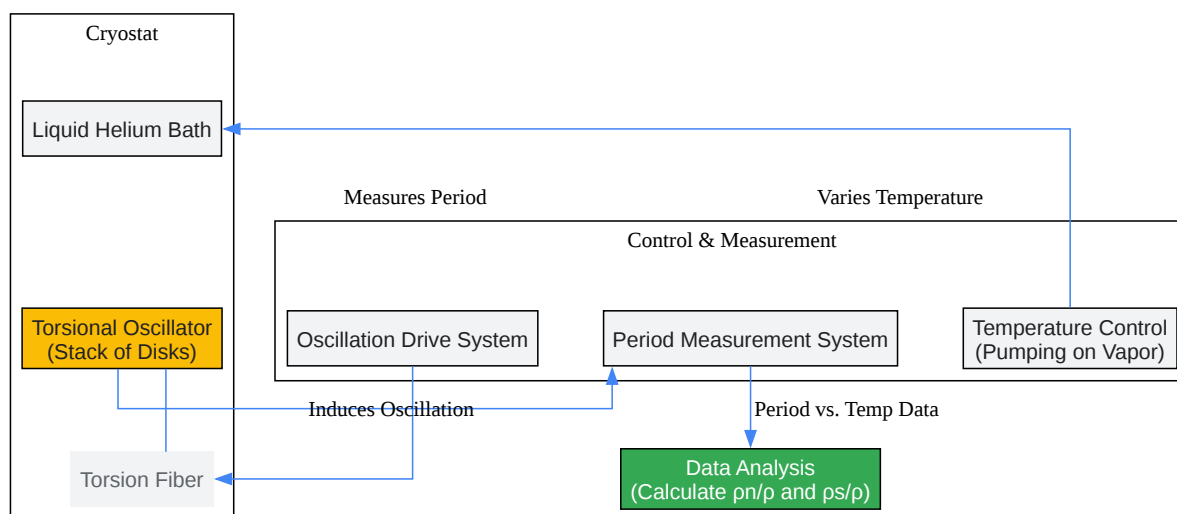 Cryostat
Liquid Helium Bath
Measures Period
Varies Temperature
Control & Measurement
Torsional Oscillator
(Stack of Disks)
Oscillation Drive System
Period Measurement System
Temperature Control
(Pumping on Vapor)
Induces Oscillation
Period vs. Temp Data
Torsion Fiber
Data Analysis
(Calculate ρn/ρ and ρs/ρ)